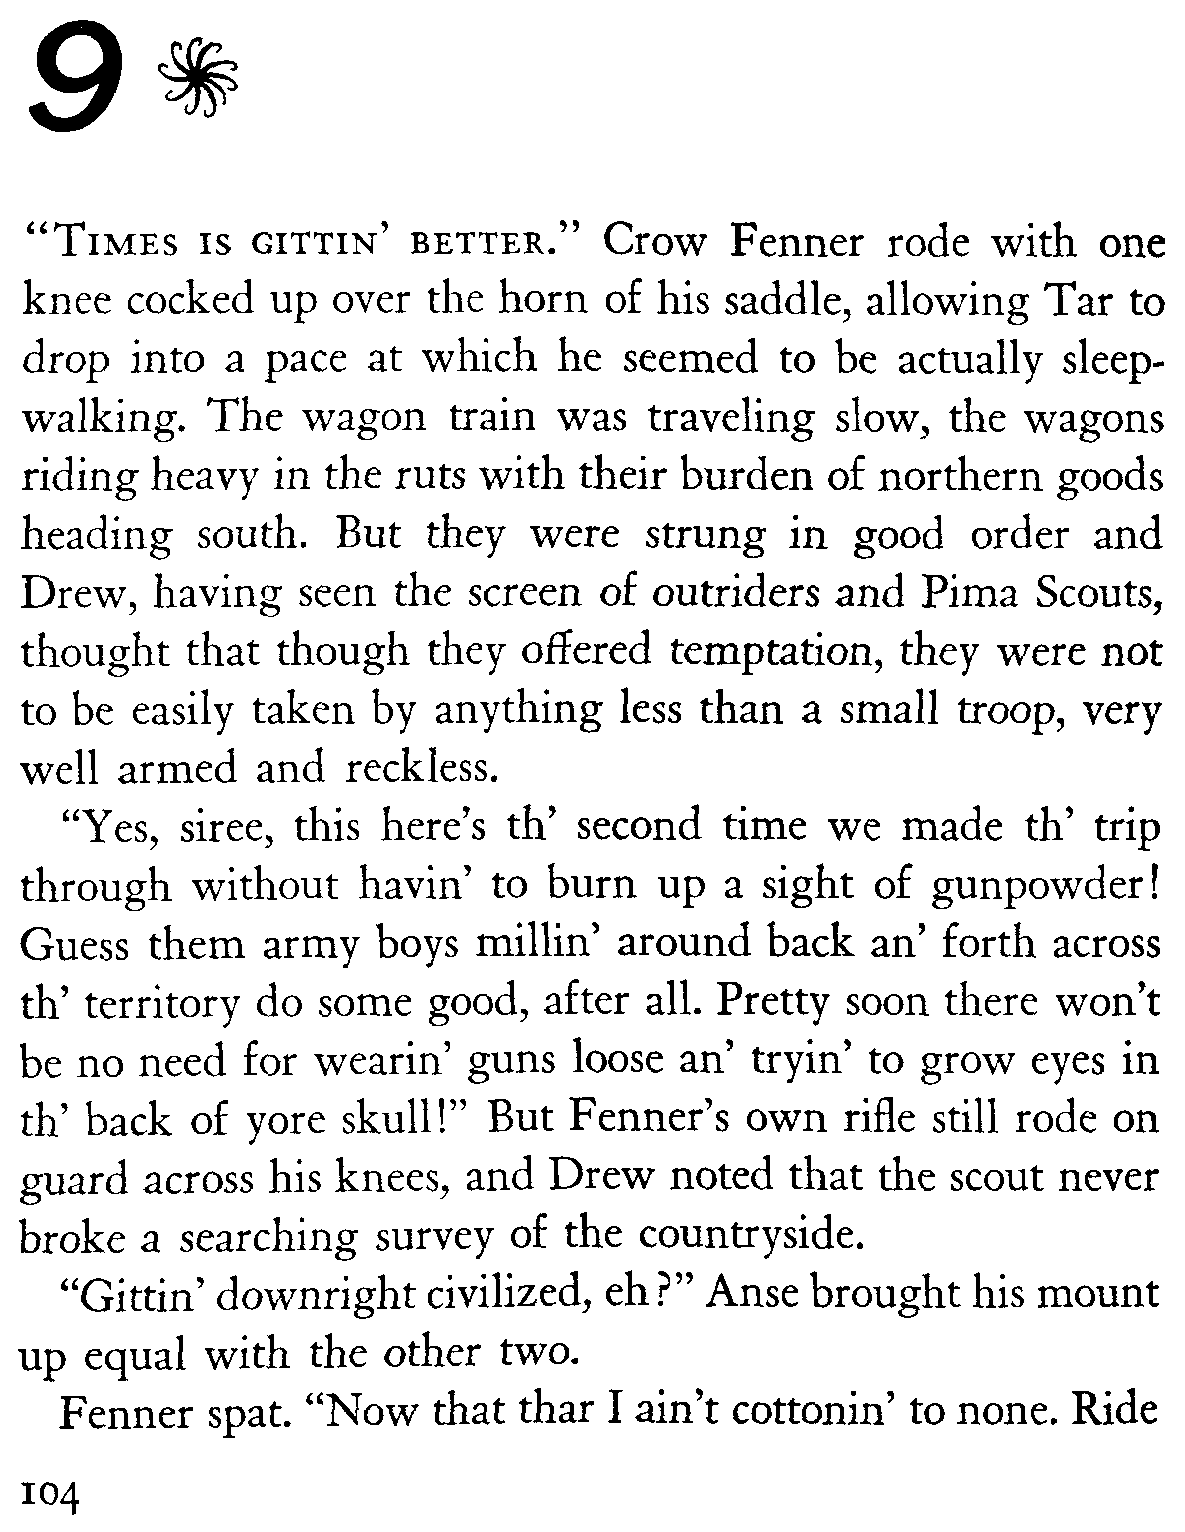 9
“TIMES IS GITTIN’ BETTER.” Crow Fenner rode with one
knee cocked up over the horn of his saddle, allowing Tar to
drop into a pace at which he seemed to be actually sleep-
walking. The wagon train was traveling slow, the wagons
riding heavy in the ruts with their burden of northern goods
heading south. But they were strung in good order and
Drew, having seen the screen of outriders and Pima Scouts,
thought that though they offered temptation, they were not
to be easily taken by anything less than a small troop, very
well armed and reckless.
“Yes, siree, this here’s th’ second time we made th’ trip
through without havin’ to burn up a sight of gunpowder!
Guess them army boys millin’ around back an’ forth across
th’ territory do some good, after all. Pretty soon there won’t
be no need for wearin’ guns loose an’ tryin’ to grow eyes in
th’ back of yore skull!” But Fenner’s own rifle still rode on
guard across his knees, and Drew noted that the scout never
broke a searching survey of the countryside.
“Gittin’ downright civilized, eh?” Anse brought his mount
up equal with the other two.
Fenner spat. “Now that thar I ain’t cottonin’ to none. Ride
104